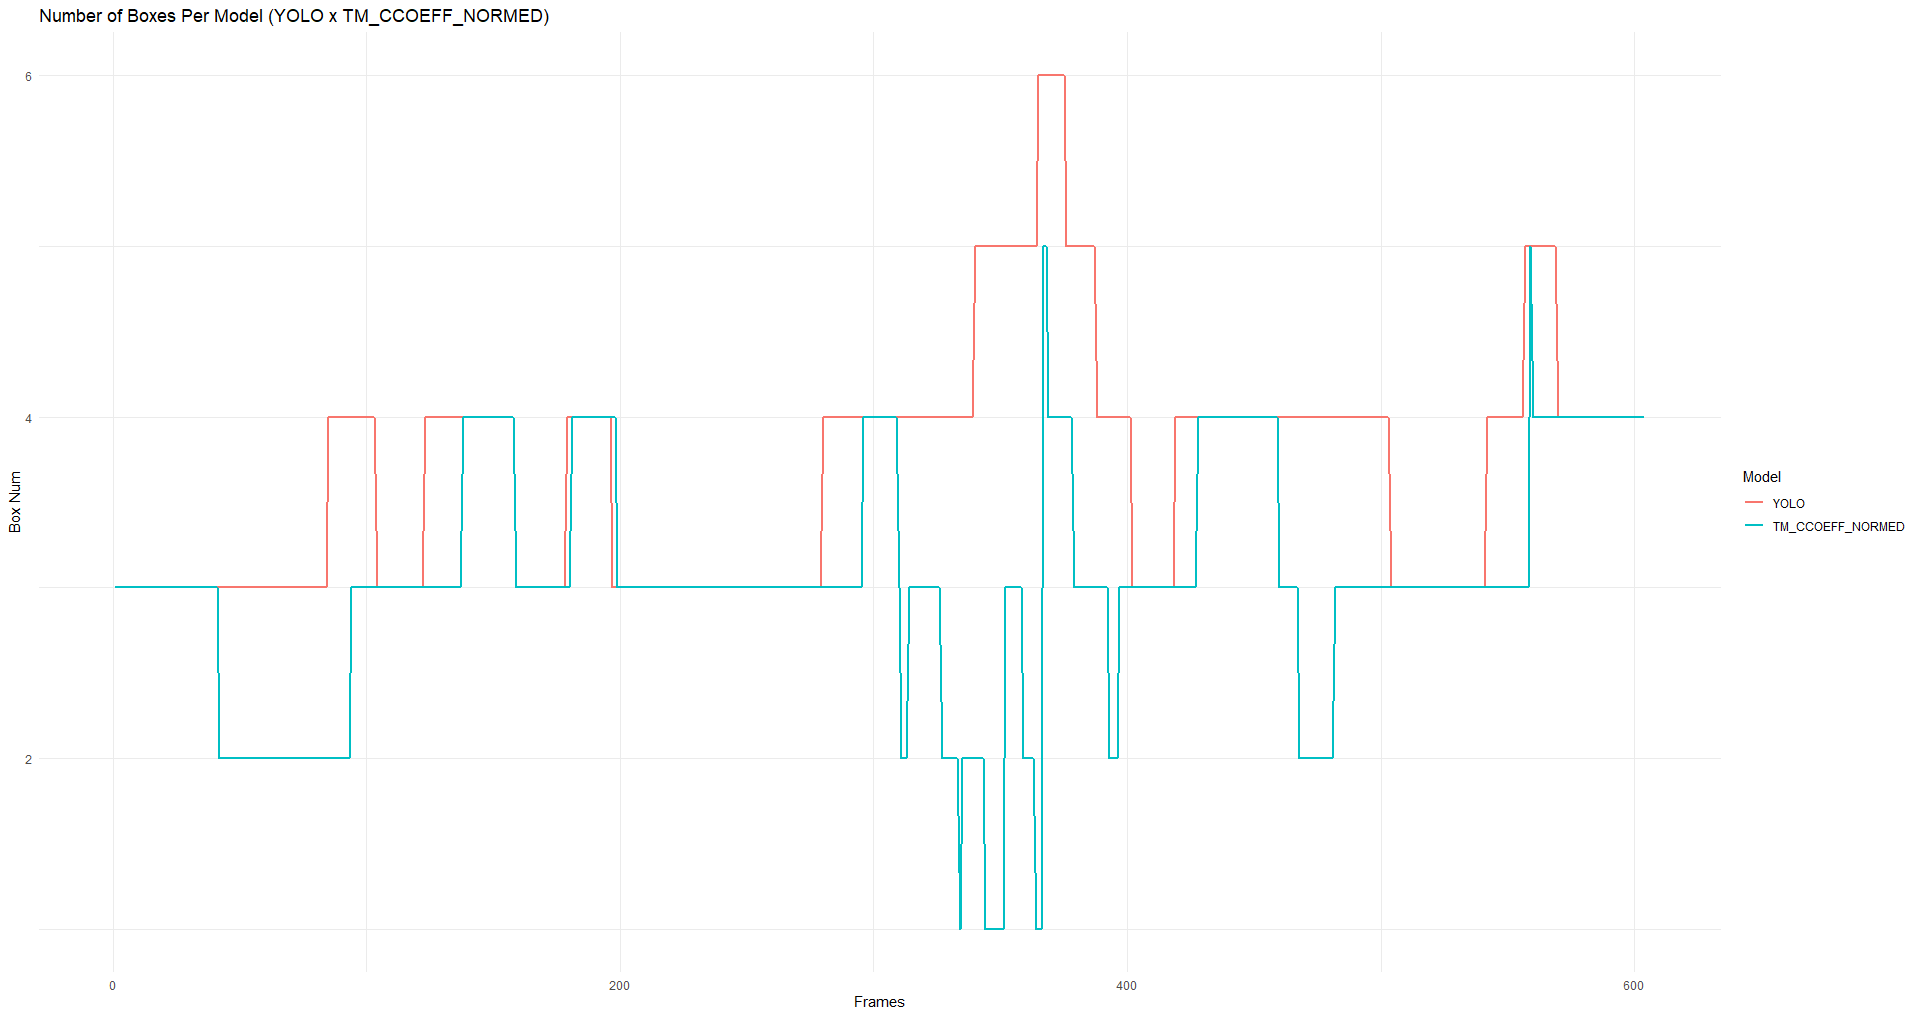 Number of Boxes Per Model (YOLO x TM_CCOEFF_NORMED)
6
4
2
Box Num
0
200
400
600
Frames
Model
YOLO
TM_CCOEFF_NORMED